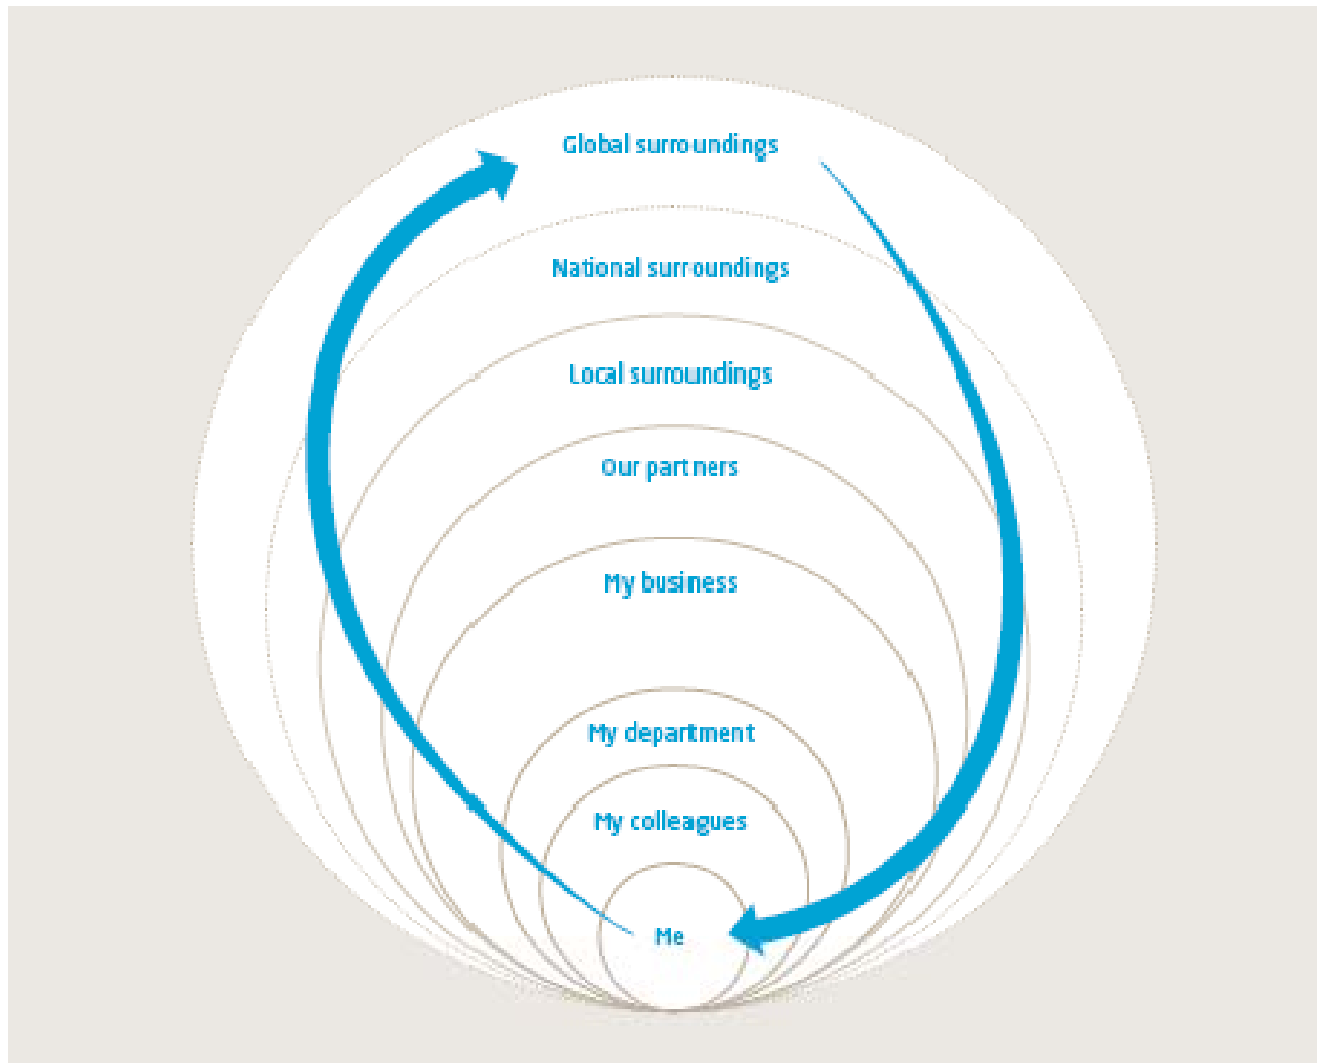 Global surroundings
National surroundings
Local surroundings
Our partners
My business
My department
My colleagues
Me